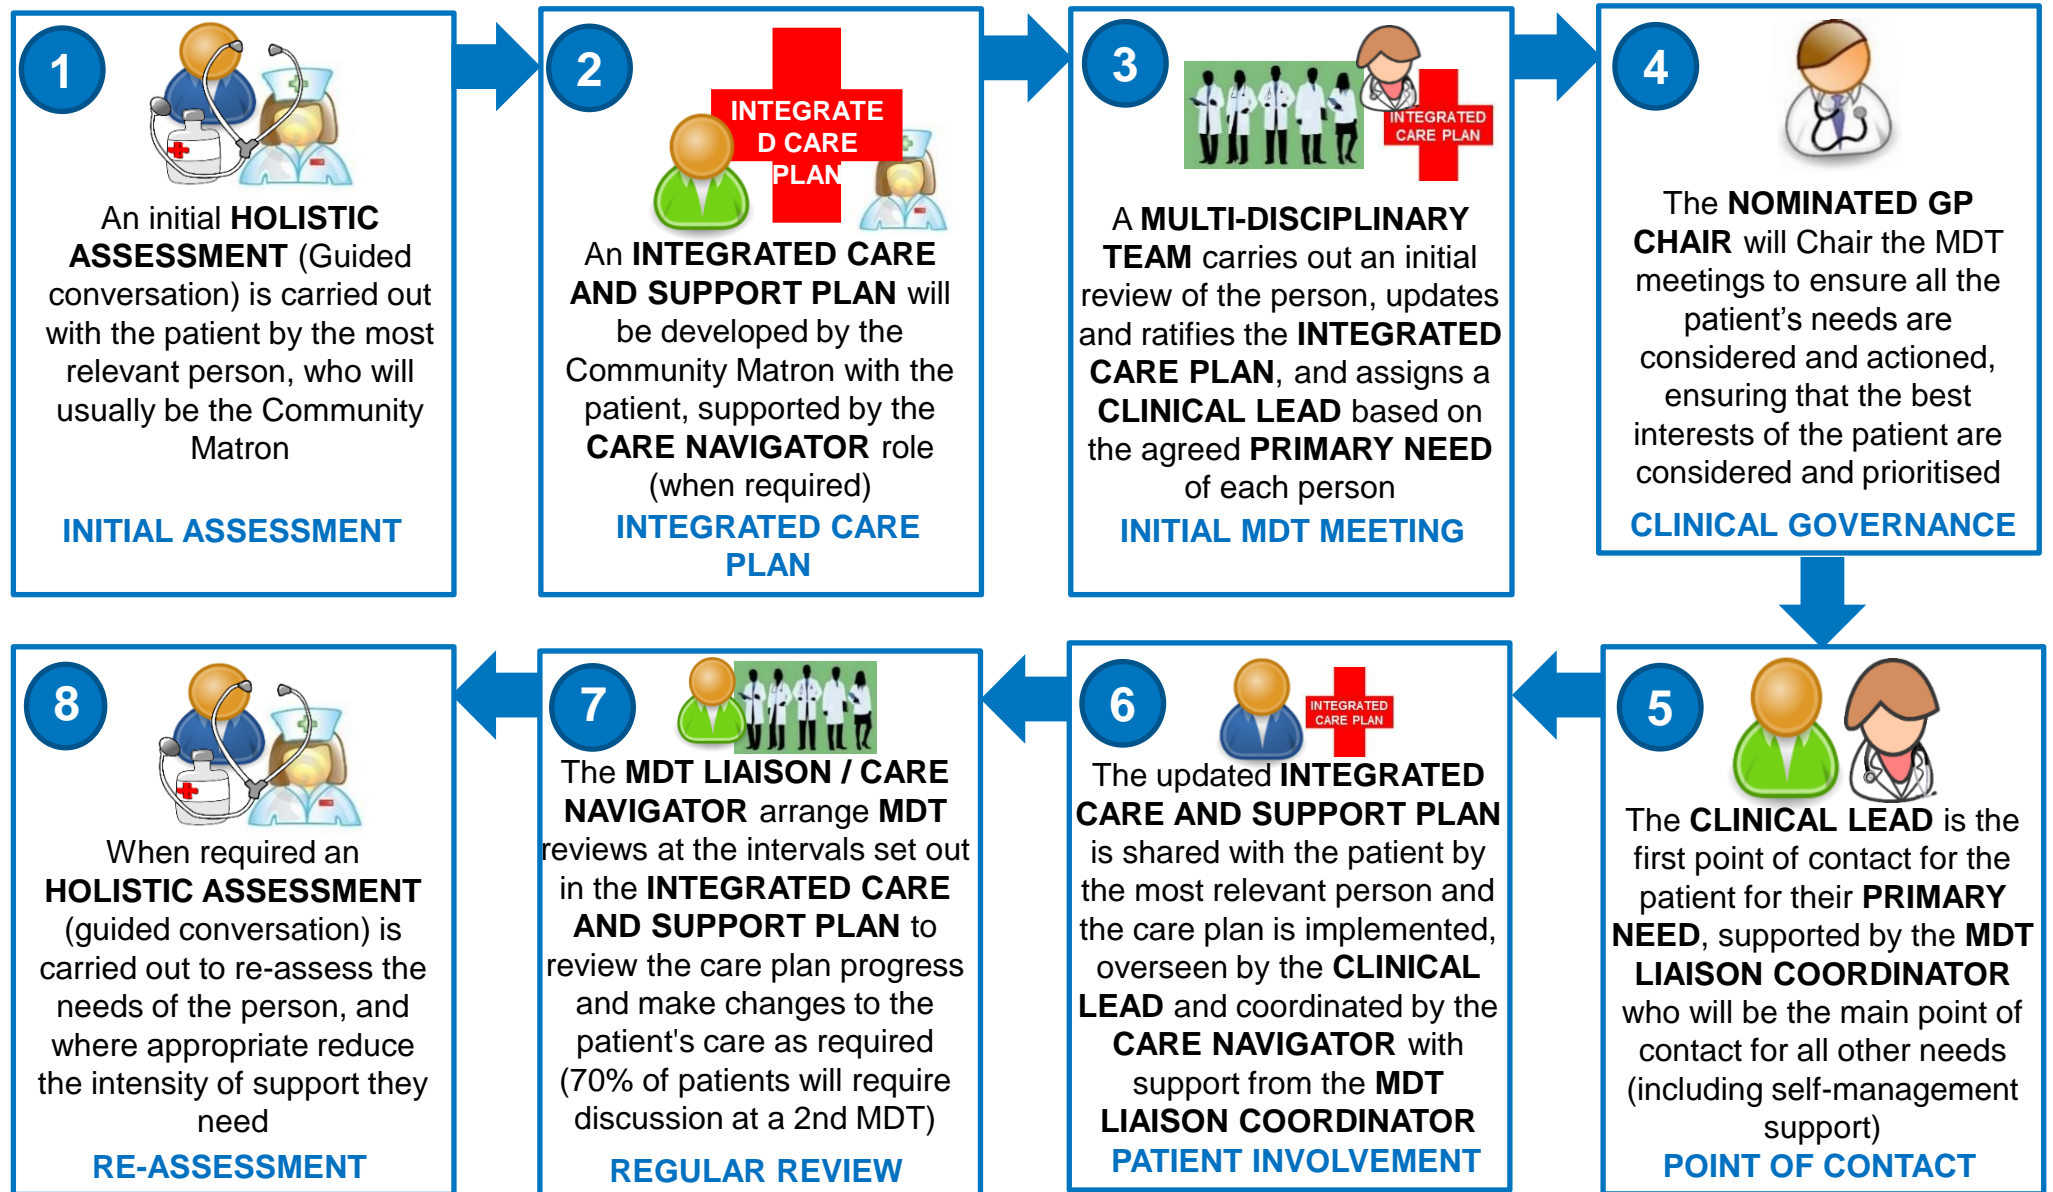 1
An initial HOLISTIC
ASSESSMENT (Guided
conversation) is carried out
with the patient by the most
relevant person, who will
usually be the Community
Matron
INITIAL ASSESSMENT
2
INTEGRATE
D CARE
PLAN
An INTEGRATED CARE
AND SUPPORT PLAN will
be developed by the
Community Matron with the
patient, supported by the
CARE NAVIGATOR role
(when required)
INTEGRATED CARE
PLAN
3
INTEGRATED
CARE PLAN
A MULTI-DISCIPLINARY
TEAM carries out an initial
review of the person, updates
and ratifies the INTEGRATED
CARE PLAN, and assigns a
CLINICAL LEAD based on
the agreed PRIMARY NEED
of each person
INITIAL MDT MEETING
4
The NOMINATED GP
CHAIR will Chair the MDT
meetings to ensure all the
patient’s needs are
considered and actioned,
ensuring that the best
interests of the patient are
considered and prioritised
CLINICAL GOVERNANCE
5
The CLINICAL LEAD is the
first point of contact for the
patient for their PRIMARY
NEED, supported by the MDT
LIAISON COORDINATOR
who will be the main point of
contact for all other needs
(including self-management
support)
POINT OF CONTACT
6
INTEGRATED
CARE PLAN
The updated INTEGRATED
CARE AND SUPPORT PLAN
is shared with the patient by
the most relevant person and
the care plan is implemented,
overseen by the CLINICAL
LEAD and coordinated by the
CARE NAVIGATOR with
support from the MDT
LIAISON COORDINATOR
PATIENT INVOLVEMENT
7
The MDT LIAISON / CARE
NAVIGATOR arrange MDT
reviews at the intervals set out
in the INTEGRATED CARE
AND SUPPORT PLAN to
review the care plan progress
and make changes to the
patient's care as required
(70% of patients will require
discussion at a 2nd MDT)
REGULAR REVIEW
8
When required an
HOLISTIC ASSESSMENT
(guided conversation) is
carried out to re-assess the
needs of the person, and
where appropriate reduce
the intensity of support they
need
RE-ASSESSMENT